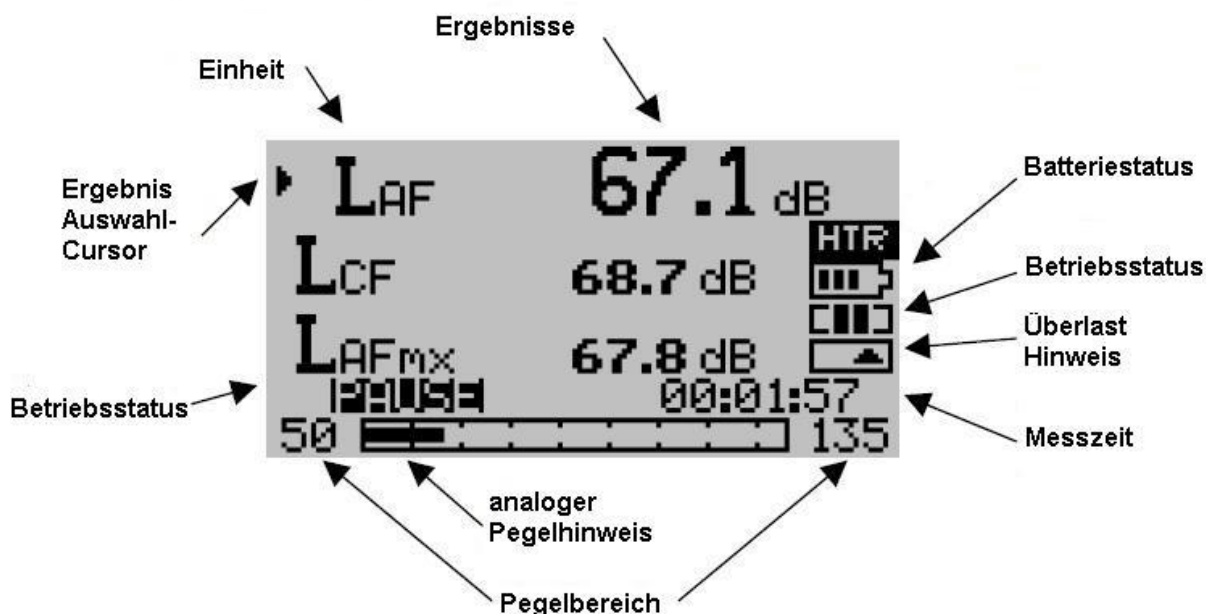 Ergebnisse
Einheit
Ergebnis
Auswahl-
Cursor
LAF 67.1 dB
HTR
LCF 68.7 dB
LAFmx 67.8 dB
PAUSE 00:01:57
50 135
Batteriestatus
Betriebsstatus
Überlast
Hinweis
Betriebsstatus
Messzeit
analoger
Pegelhinweis
Pegelbereich